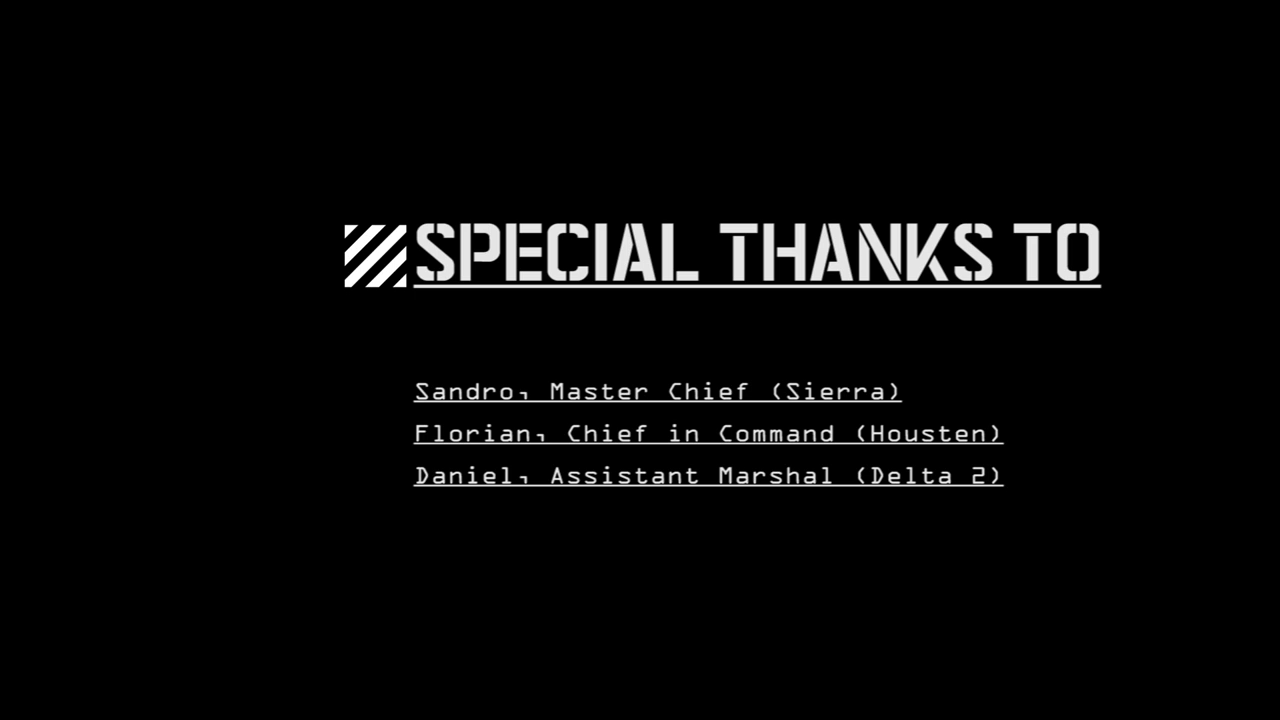 SPECIAL THANKS TO
Sandro, Master Chief (Sierra)
Florian, Chief in Command (Housten)
Daniel, Assistant Marshal (Delta 2)